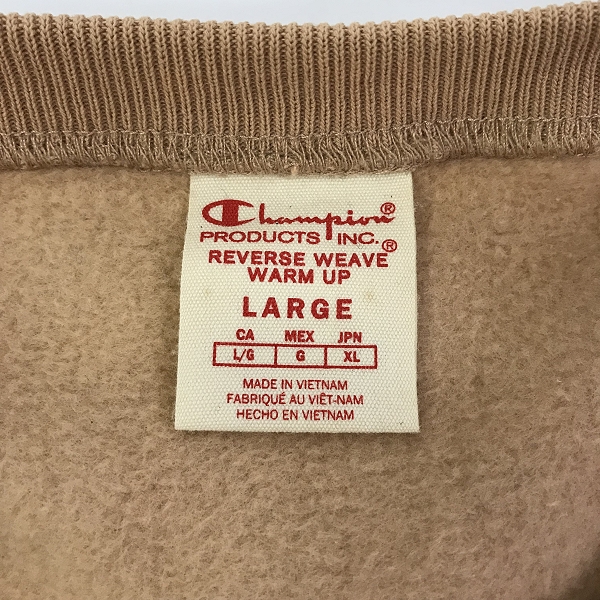 Champion®
PRODUCTS INC.®
REVERSE WEAVE
WARM UP
LARGE
CA MEX JPN
L/G G XL
MADE IN VIETNAM
FABRIQUÉ AU VIÊT-NAM
HECHO EN VIETNAM